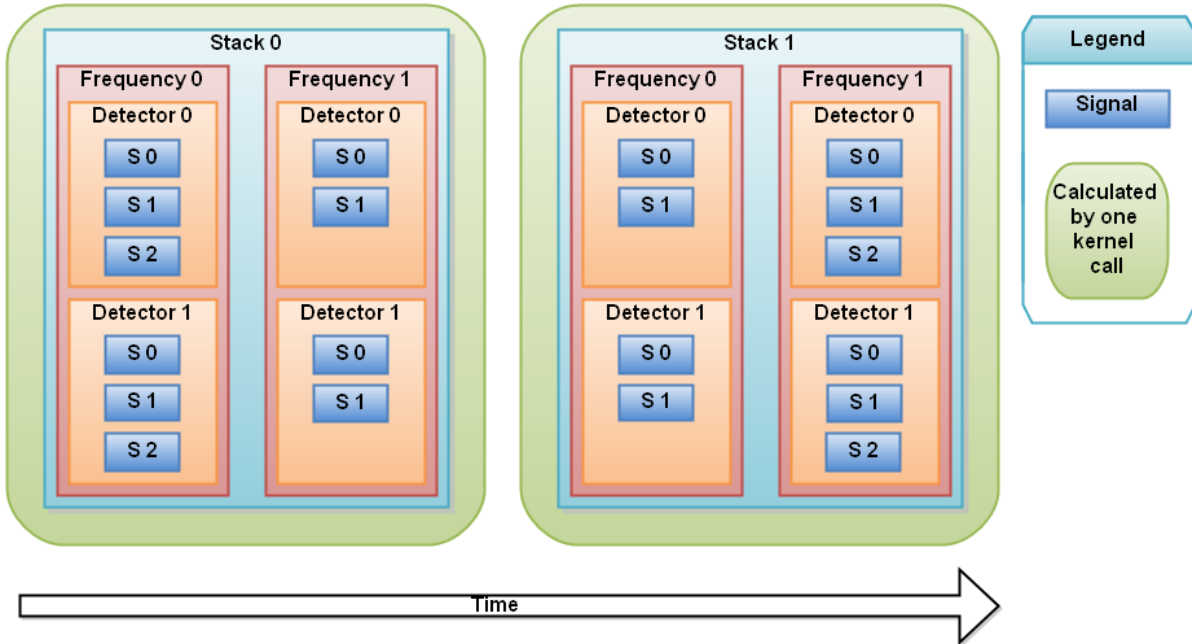 Stack 0
Frequency 0
Detector 0
S 0
S 1
S 2
Detector 1
S 0
S 1
S 2
Frequency 1
Detector 0
S 0
S 1
Detector 1
S 0
S 1
Stack 1
Frequency 0
Detector 0
S 0
S 1
Detector 1
S 0
S 1
Frequency 1
Detector 0
S 0
S 1
S 2
Detector 1
S 0
S 1
S 2
Legend
Signal
Calculated
by one
kernel
call
Time